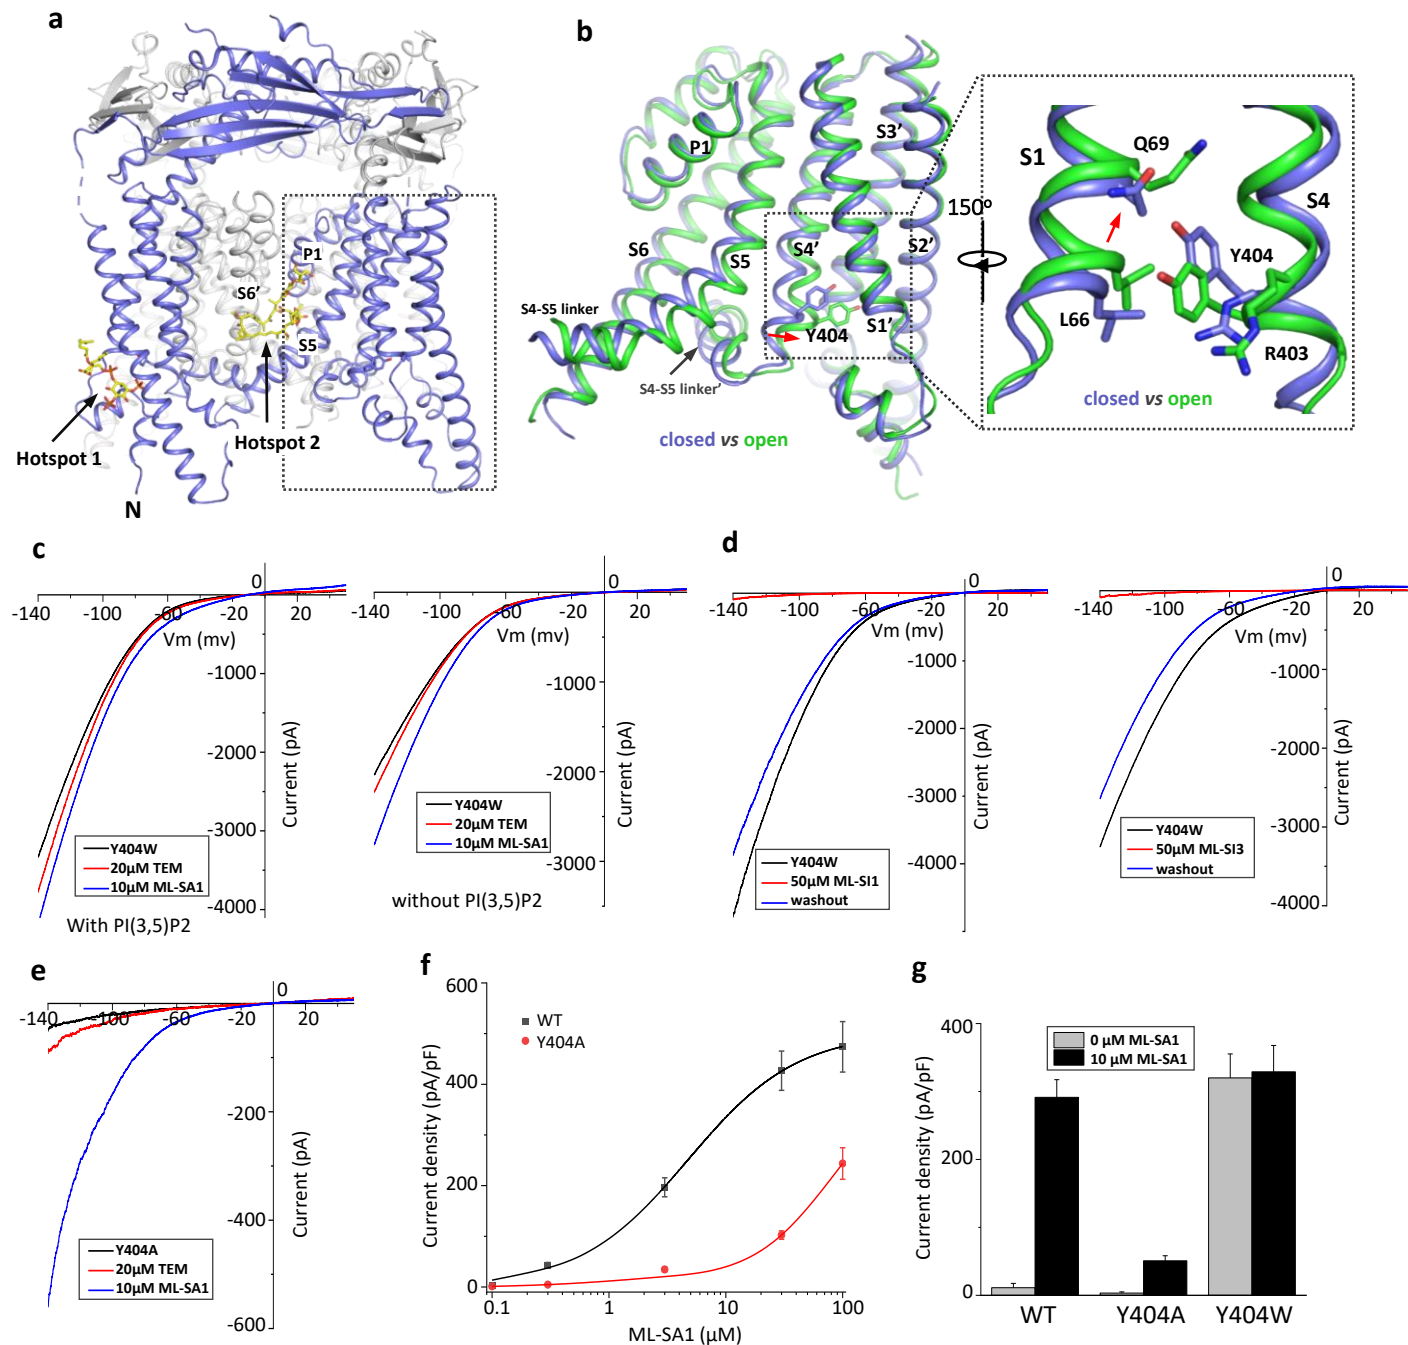 a
P1
S6'
S5
Hotspot 1
Hotspot 2
N
b
P1
S3'
S6
S5
S4'
S2'
S4-S5 linker
Y404
S1'
S4-S5 linker'
closed vs open
150°
S1
Q69
S4
Y404
L66
R403
closed vs open
c
0
-140
-100
-60
-20
20
Vm (mv)
-1000
-2000
-3000
-4000
Current (pA)
Y404W
20µM TEM
10µM ML-SA1
With PI(3,5)P2
0
-140
-100
-60
-20
20
Vm (mv)
-1000
-2000
-3000
Current (pA)
Y404W
20µM TEM
10µM ML-SA1
without PI(3,5)P2
d
0
-140
-100
-60
-20
20
Vm (mv)
-1000
-2000
-3000
-4000
Current (pA)
Y404W
50µM ML-SI1
washout
0
-140
-100
-60
-20
20
Vm (mv)
-1000
-2000
-3000
-4000
Current (pA)
Y404W
50µM ML-SI3
washout
e
0
-140
-100
-60
-20
20
-200
-400
-600
Current (pA)
Y404A
20µM TEM
10µM ML-SA1
f
600
400
200
0
Current density (pA/pF)
WT
Y404A
0.1
1
10
100
ML-SA1 (µM)
g
400
200
0
Current density (pA/pF)
0 µM ML-SA1
10 µM ML-SA1
WT
Y404A
Y404W